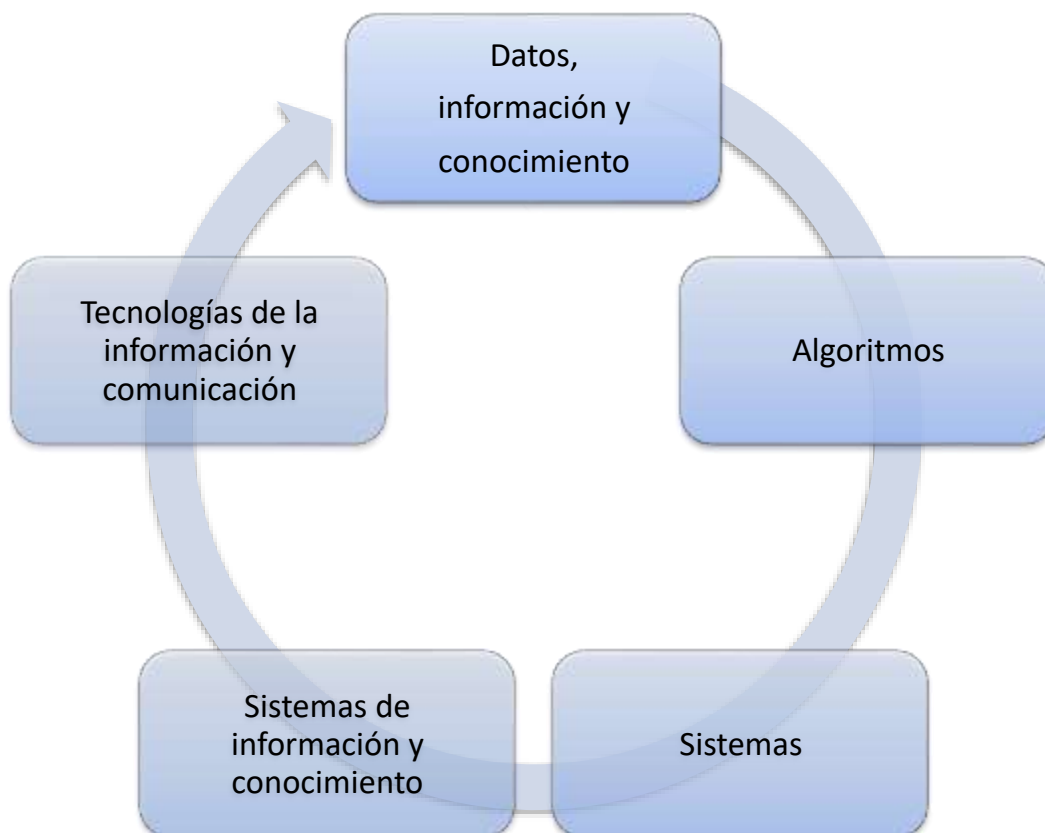 Datos,
información y
conocimiento
Algoritmos
Sistemas
Sistemas de
información y
conocimiento
Tecnologías de la
información y
comunicación